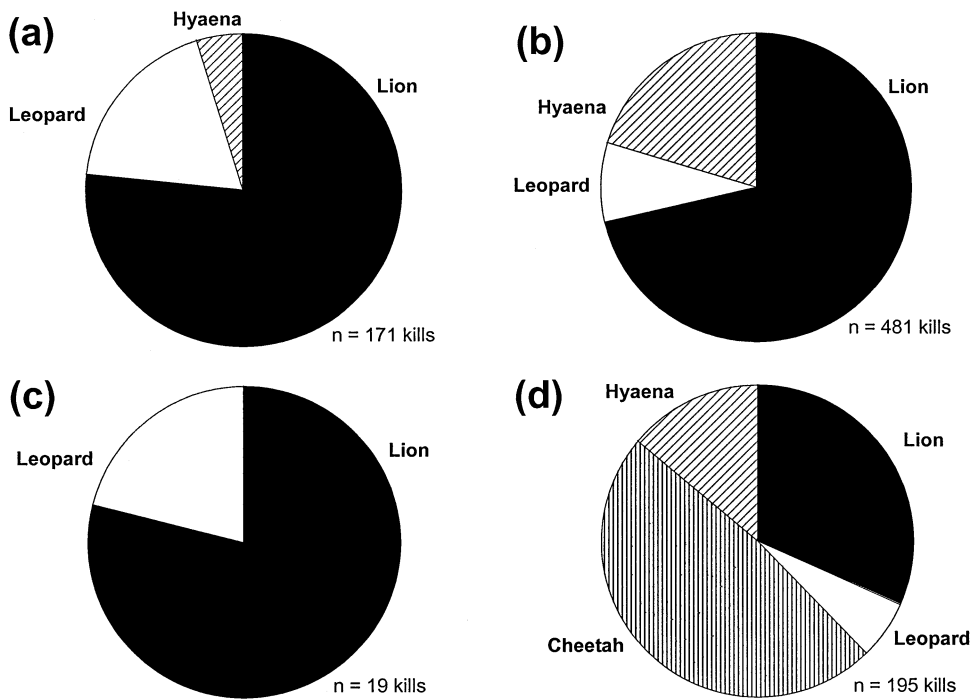 (a)
Hyaena
Lion
Leopard
n = 171 kills
(b)
Lion
Hyaena
Leopard
n = 481 kills
(c)
Leopard
Lion
n = 19 kills
(d)
Hyaena
Lion
Cheetah
Leopard
n = 195 kills